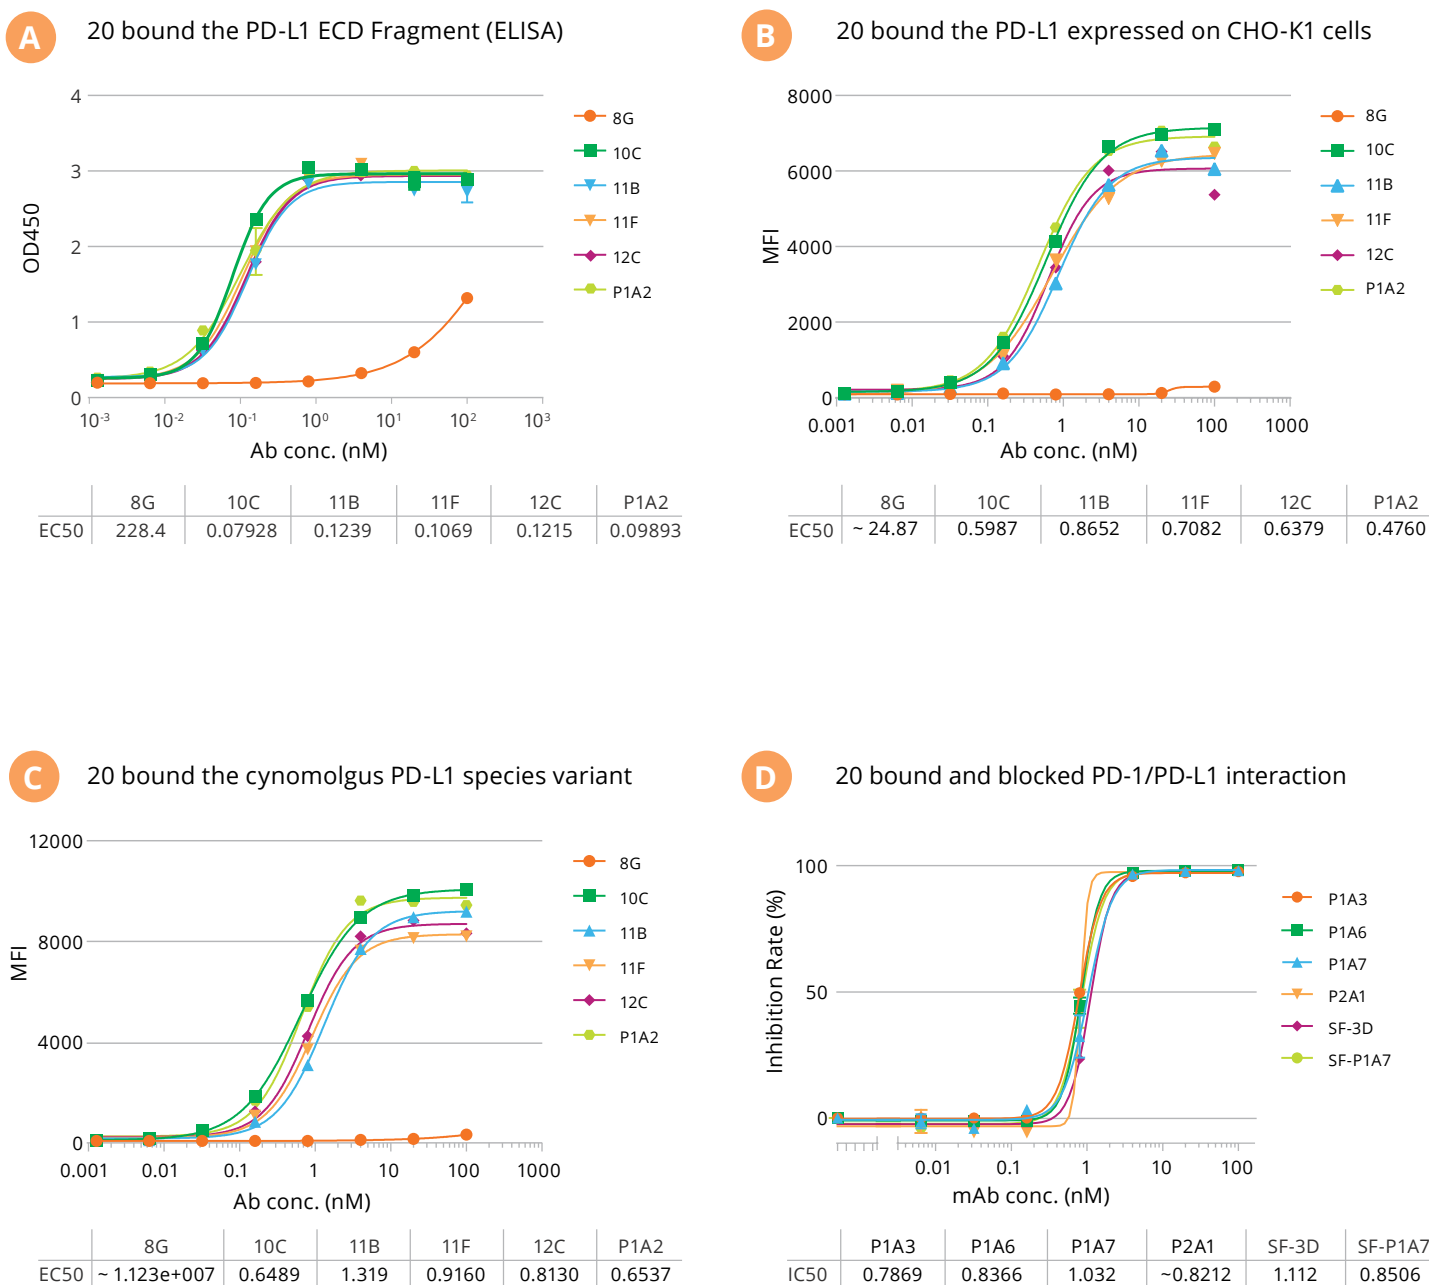 A
20 bound the PD-L1 ECD Fragment (ELISA)
4
3
2
1
0
OD450
10-3
10-2
10-1
100
101
102
103
Ab conc. (nM)
8G
10C
11B
11F
12C
P1A2
8G 10C 11B 11F 12C P1A2
EC50 228.4 0.07928 0.1239 0.1069 0.1215 0.09893
B
20 bound the PD-L1 expressed on CHO-K1 cells
8000
6000
4000
2000
0
MFI
0.001 0.01 0.1 1 10 100 1000
Ab conc. (nM)
8G
10C
11B
11F
12C
P1A2
8G 10C 11B 11F 12C P1A2
EC50 ~ 24.87 0.5987 0.8652 0.7082 0.6379 0.4760
C
20 bound the cynomolgus PD-L1 species variant
12000
8000
4000
0
MFI
0.001 0.01 0.1 1 10 100 1000
Ab conc. (nM)
8G
10C
11B
11F
12C
P1A2
8G 10C 11B 11F 12C P1A2
EC50 ~ 1.123e+007 0.6489 1.319 0.9160 0.8130 0.6537
D
20 bound and blocked PD-1/PD-L1 interaction
100
50
0
Inhibition Rate (%)
0.01 0.1 1 10 100
mAb conc. (nM)
P1A3
P1A6
P1A7
P2A1
SF-3D
SF-P1A7
P1A3 P1A6 P1A7 P2A1 SF-3D SF-P1A7
IC50 0.7869 0.8366 1.032 ~0.8212 1.112 0.8506